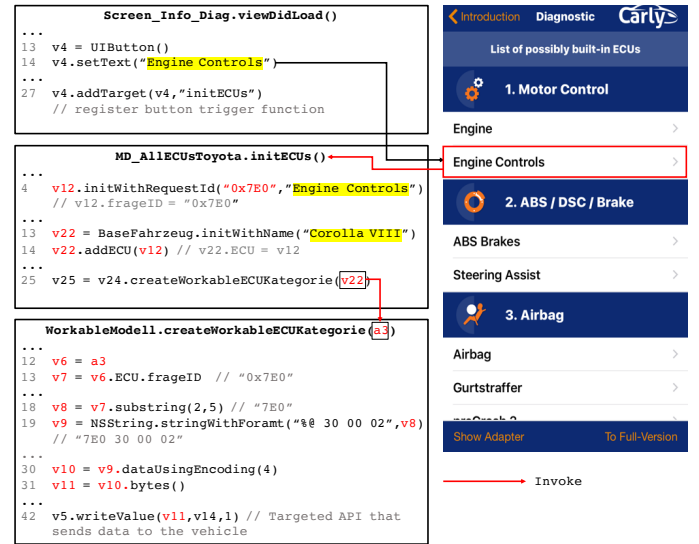 Screen_Info_Diag.viewDidLoad()
...
13 v4 = UIButton()
14 v4.setText("Engine Controls")
...
27 v4.addTarget(v4,"initECUs")
// register button trigger function
MD_AllECUsToyota.initECUs()
...
4 v12.initWithRequestId("0x7E0","Engine Controls")
// v12.frageID = "0x7E0"
...
13 v22 = BaseFahrzeug.initWithName("Corolla VIII")
14 v22.addECU(v12) // v22.ECU = v12
...
25 v25 = v24.createWorkableECUKategorie(v22)
WorkableModell.createWorkableECUKategorie(a3)
...
12 v6 = a3
13 v7 = v6.ECU.frageID // "0x7E0"
...
18 v8 = v7.substring(2,5) // "7E0"
19 v9 = NSString.stringWithForamt("%@ 30 00 02",v8)
// "7E0 30 00 02"
...
30 v10 = v9.dataUsingEncoding(4)
31 v11 = v10.bytes()
...
42 v5.writeValue(v11,v14,1) // Targeted API that
sends data to the vehicle
Introduction Diagnostic Carly
List of possibly built-in ECUs
1. Motor Control
Engine
Engine Controls
2. ABS / DSC / Brake
ABS Brakes
Steering Assist
3. Airbag
Airbag
Gurtstraffer
Show Adapter To Full-Version
Invoke